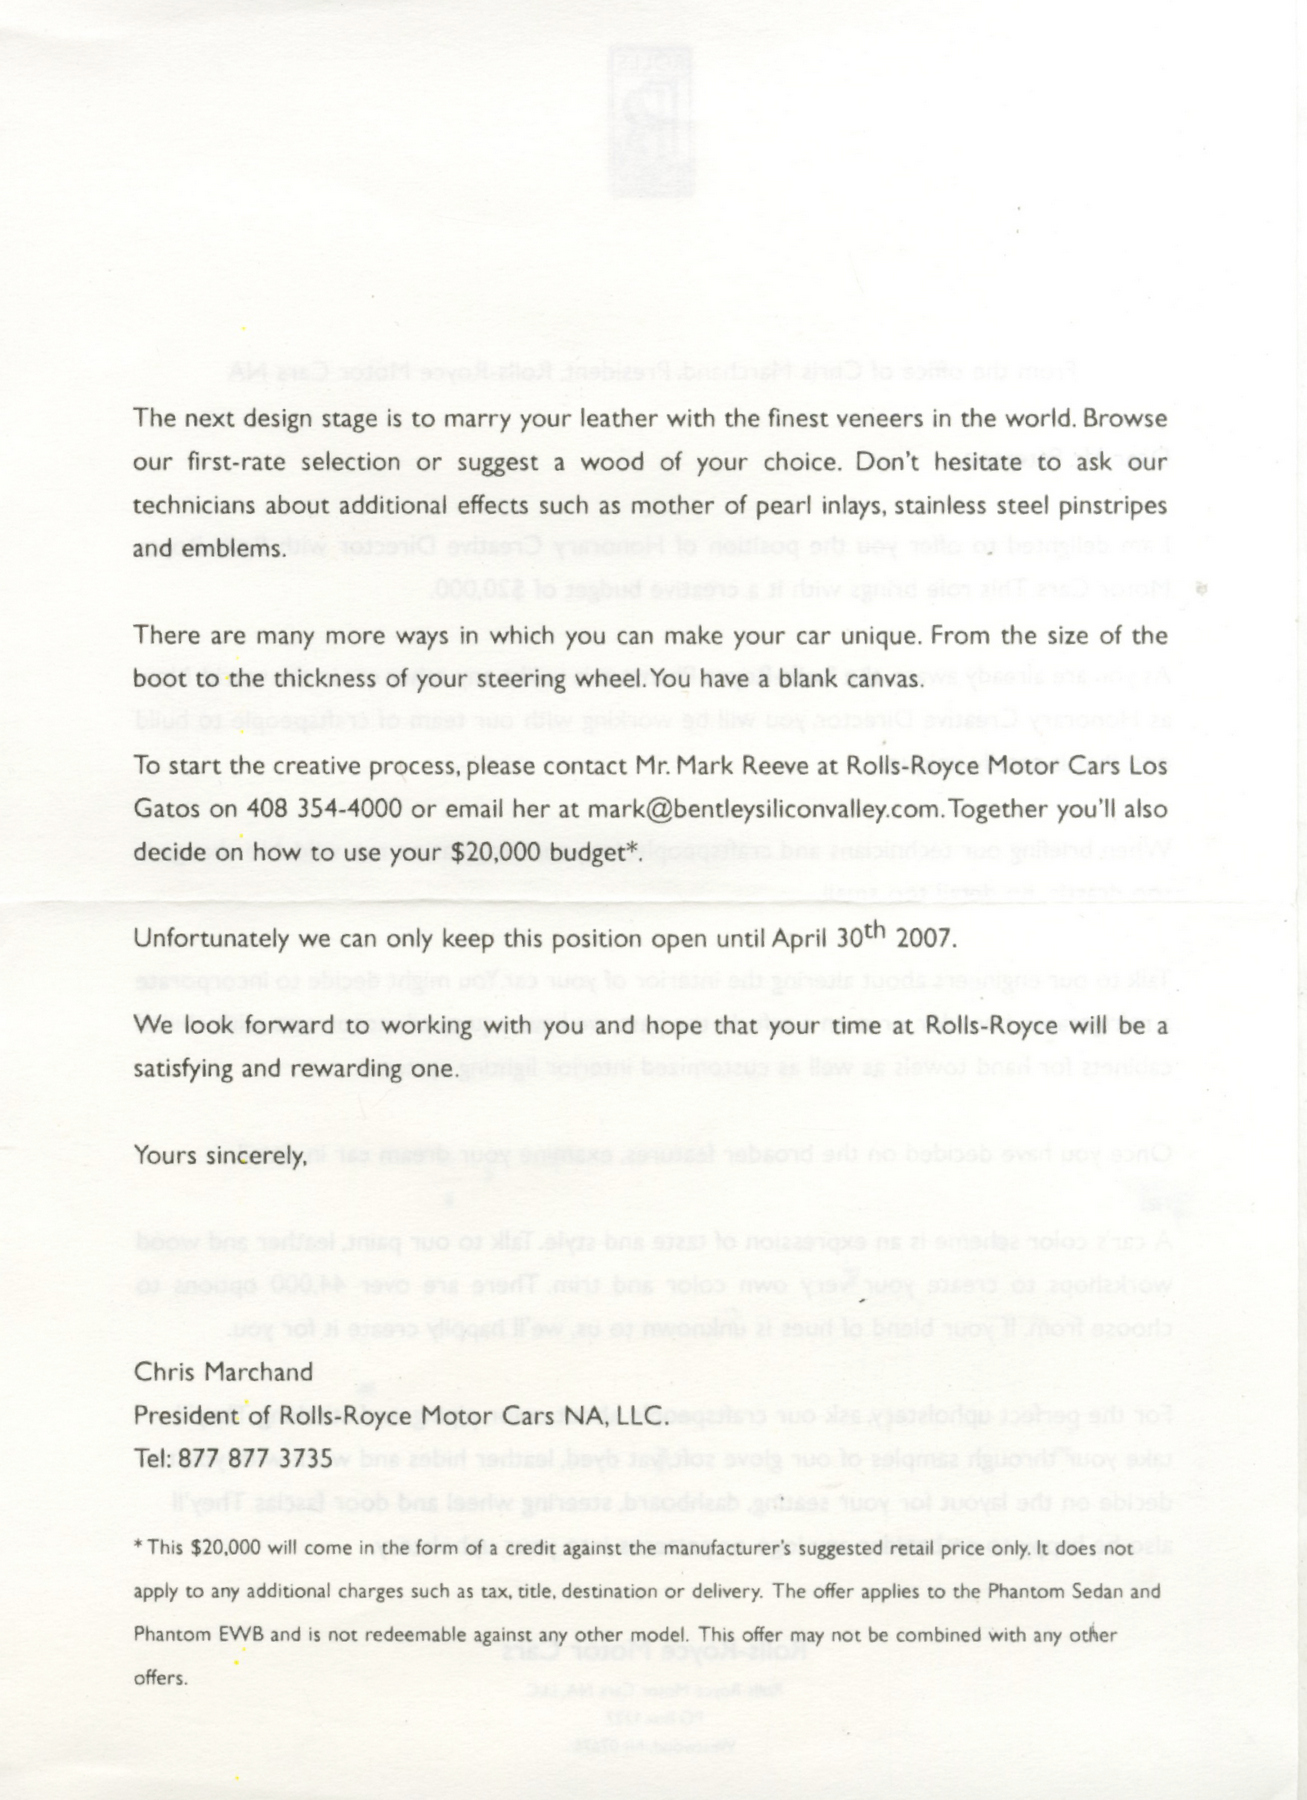 The next design stage is to marry your leather with the finest veneers in the world. Browse
our first-rate selection or suggest a wood of your choice. Don't hesitate to ask our
technicians about additional effects such as mother of pearl inlays, stainless steel pinstripes
and emblems.
There are many more ways in which you can make your car unique. From the size of the
boot to the thickness of your steering wheel. You have a blank canvas.
To start the creative process, please contact Mr. Mark Reeve at Rolls-Royce Motor Cars Los
Gatos on 408 354-4000 or email her at mark@bentleysiliconvalley.com. Together you'll also
decide on how to use your $20,000 budget*.
Unfortunately we can only keep this position open until April 30th 2007.
We look forward to working with you and hope that your time at Rolls-Royce will be a
satisfying and rewarding one.
Yours sincerely,
Chris Marchand
President of Rolls-Royce Motor Cars NA, LLC.
Tel: 877 877 3735
* This $20,000 will come in the form of a credit against the manufacturer's suggested retail price only. It does not
apply to any additional charges such as tax, title, destination or delivery. The offer applies to the Phantom Sedan and
Phantom EWB and is not redeemable against any other model. This offer may not be combined with any other
offers.